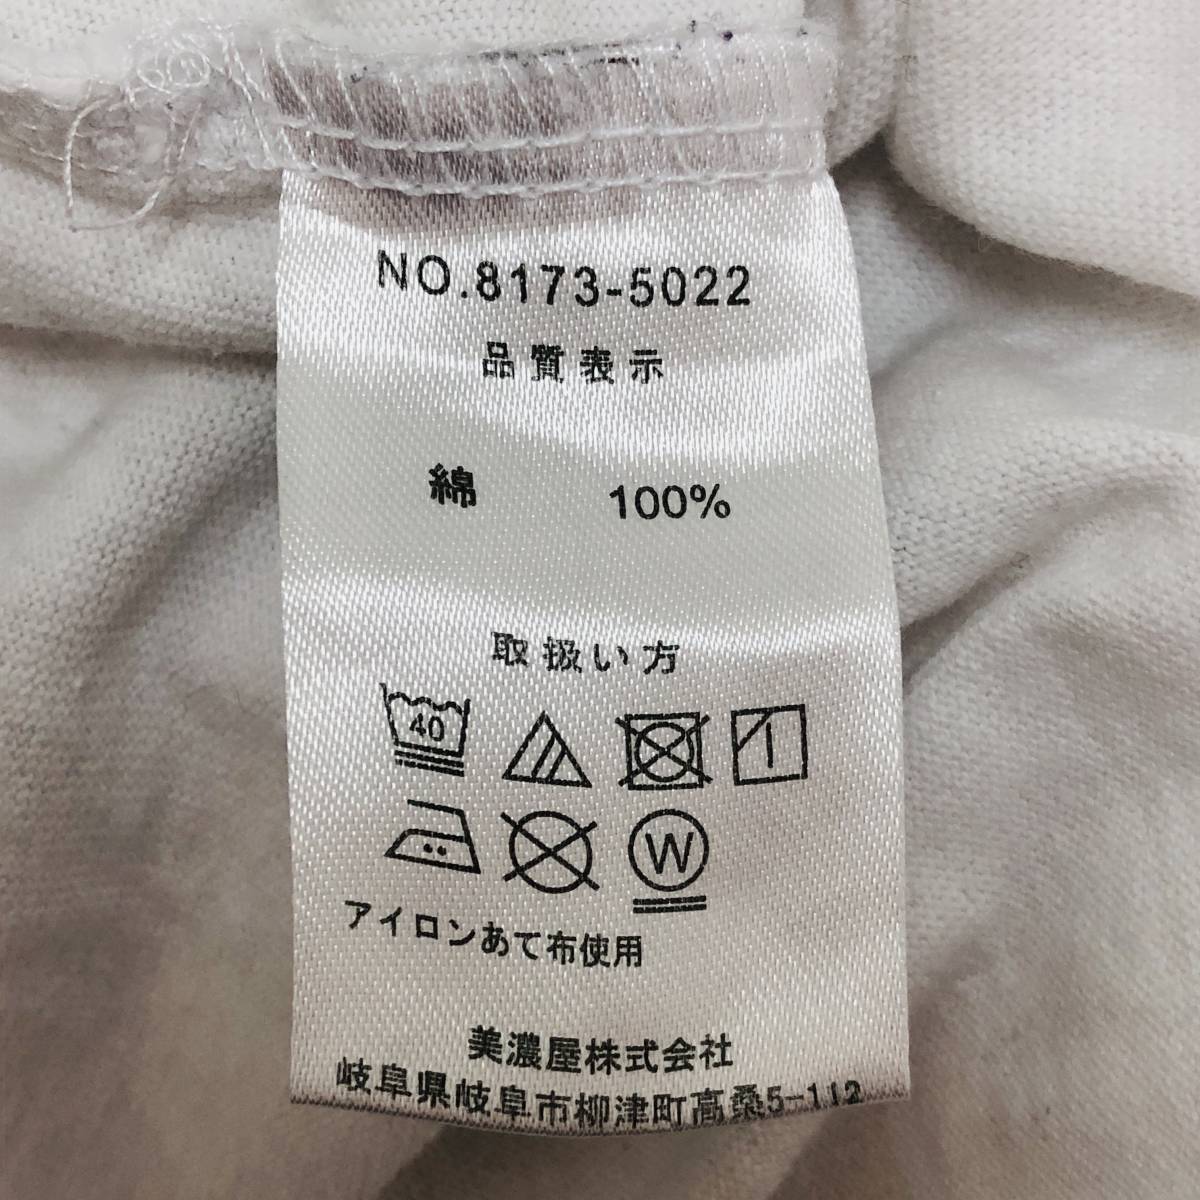 NO.8173-5022
品質表示
綿 100%
取扱い方
40
W
アイロンあて布使用
美濃屋株式会社
岐阜県岐阜市柳津町高桑5-112